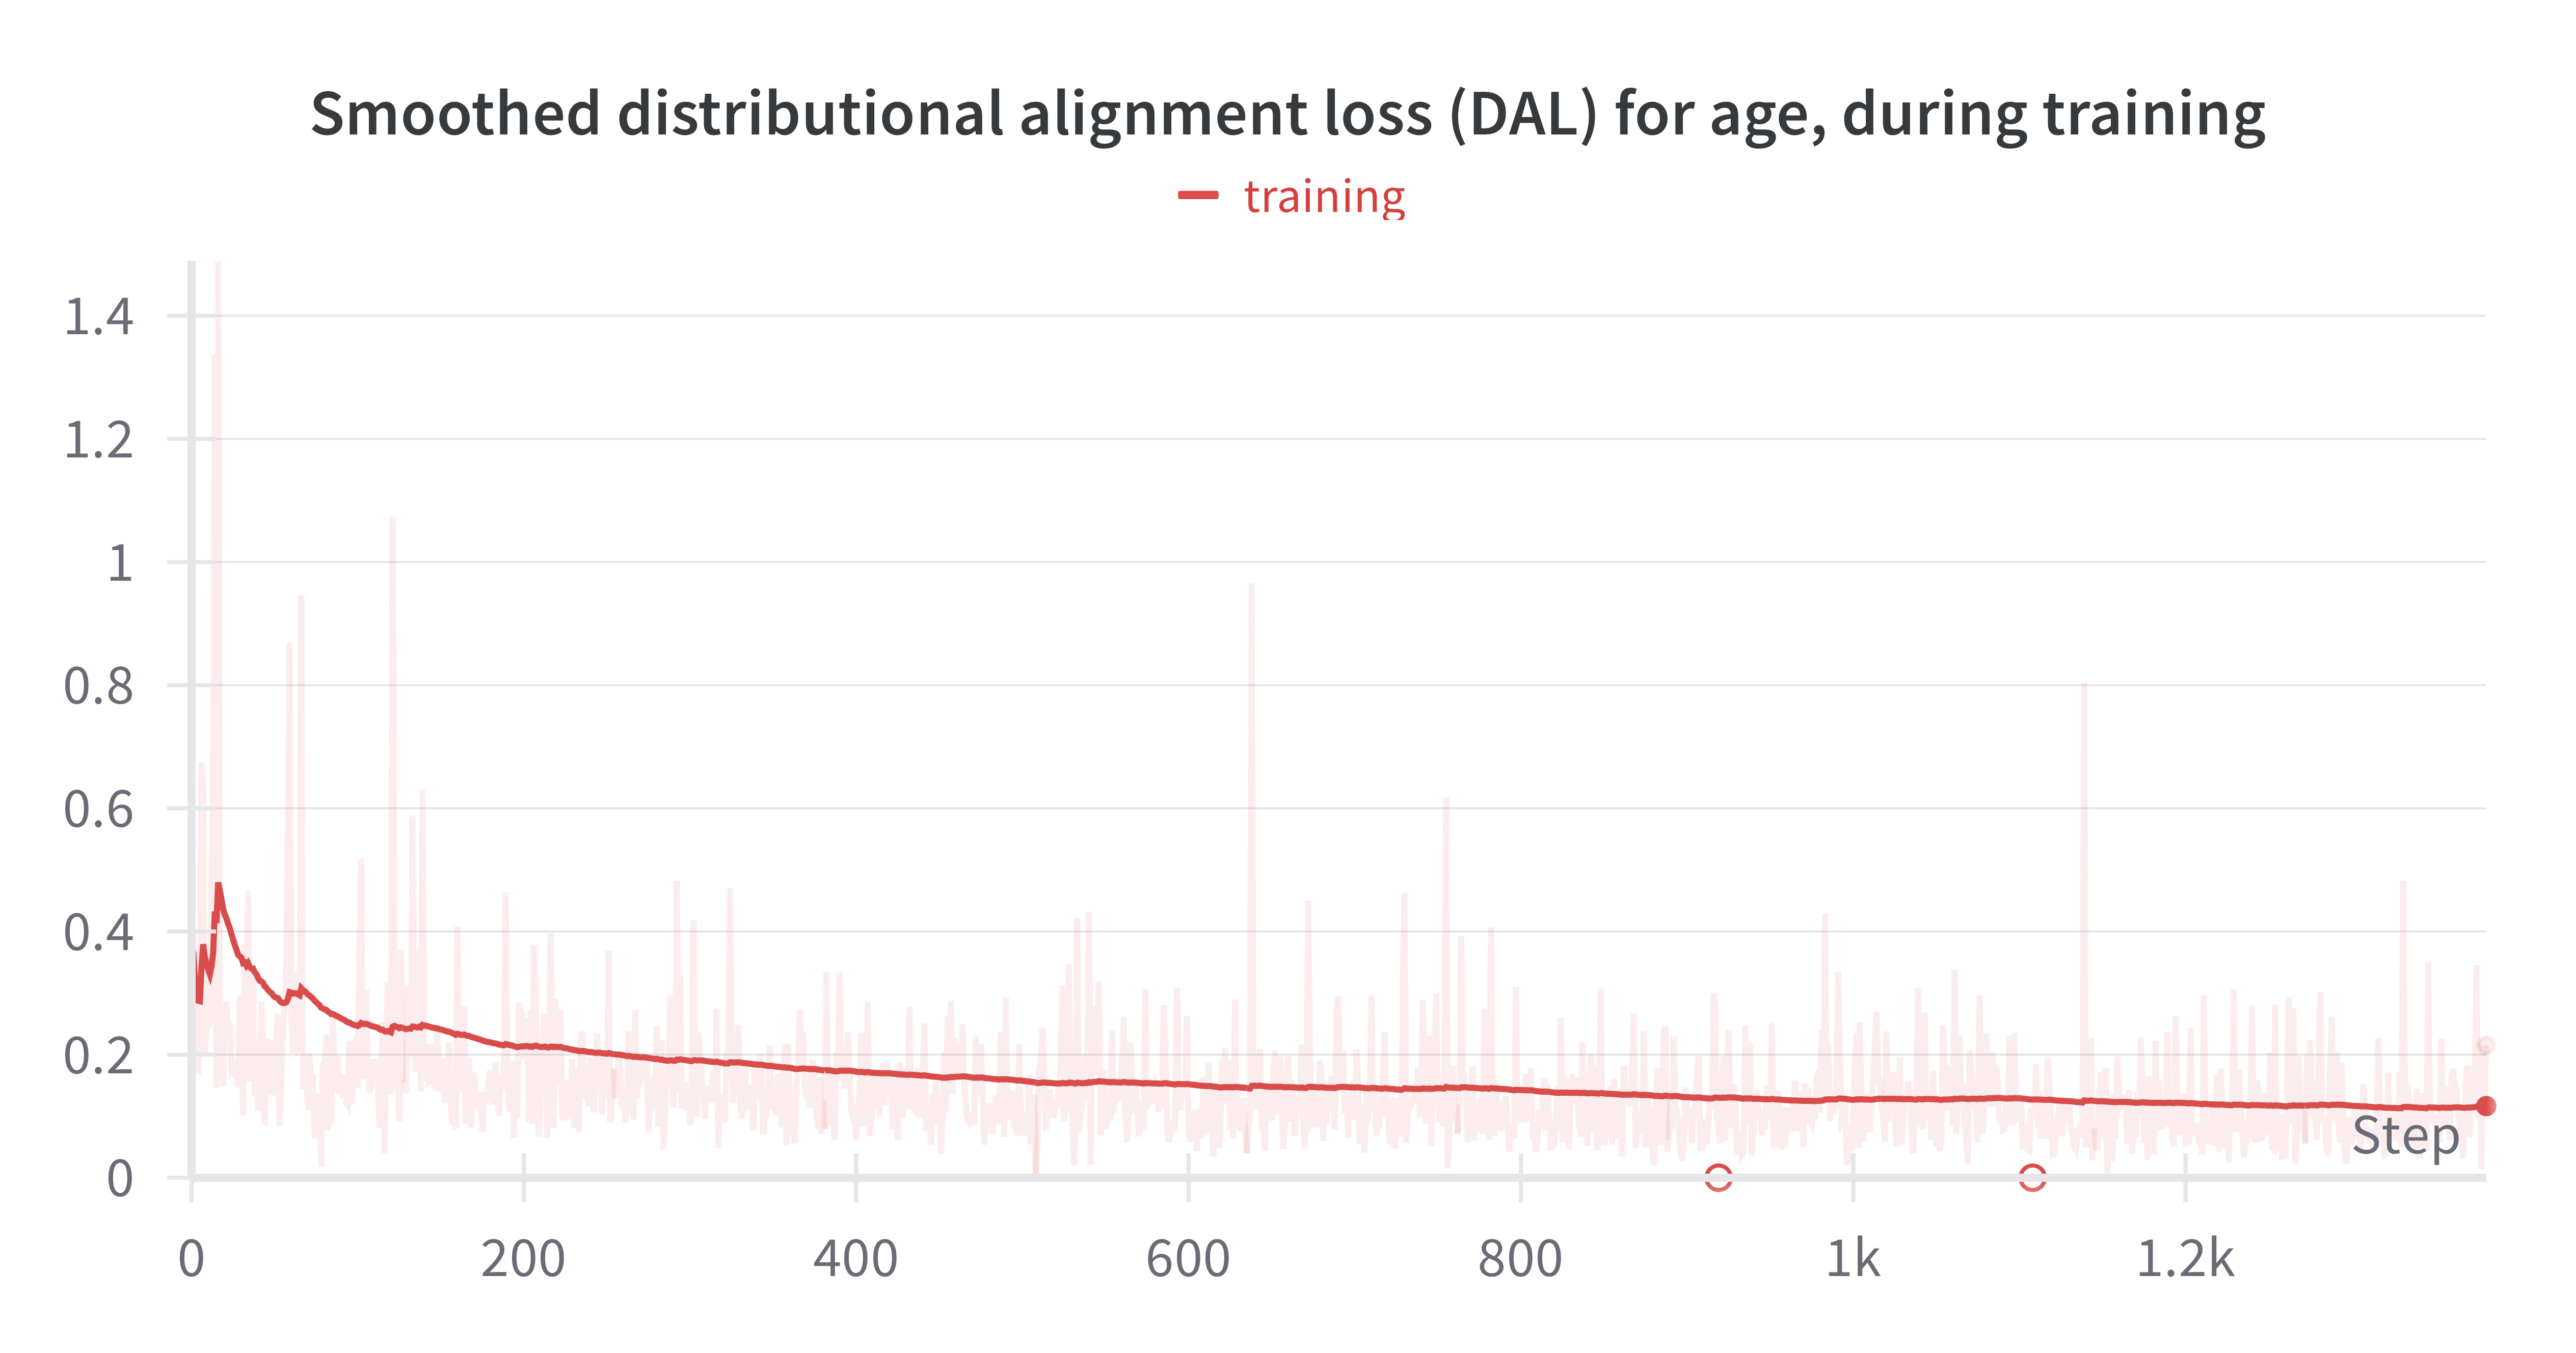 Smoothed distributional alignment loss (DAL) for age, during training
training
1.4
1.2
1
0.8
0.6
0.4
0.2
0
Step
0 200 400 600 800 1k 1.2k